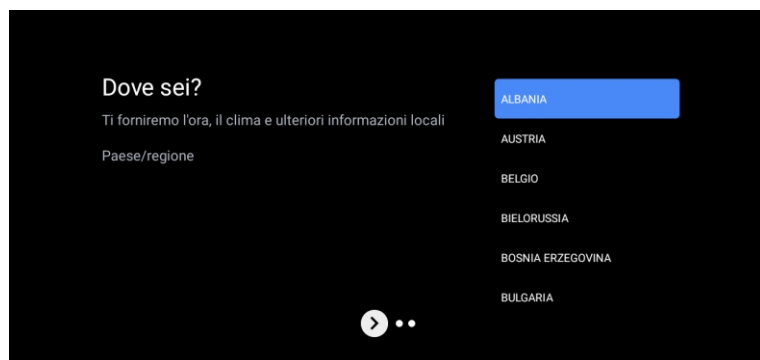 Dove sei?
Ti forniremo l'ora, il clima e ulteriori informazioni locali
Paese/regione
ALBANIA
AUSTRIA
BELGIO
BIELORUSSIA
BOSNIA ERZEGOVINA
BULGARIA